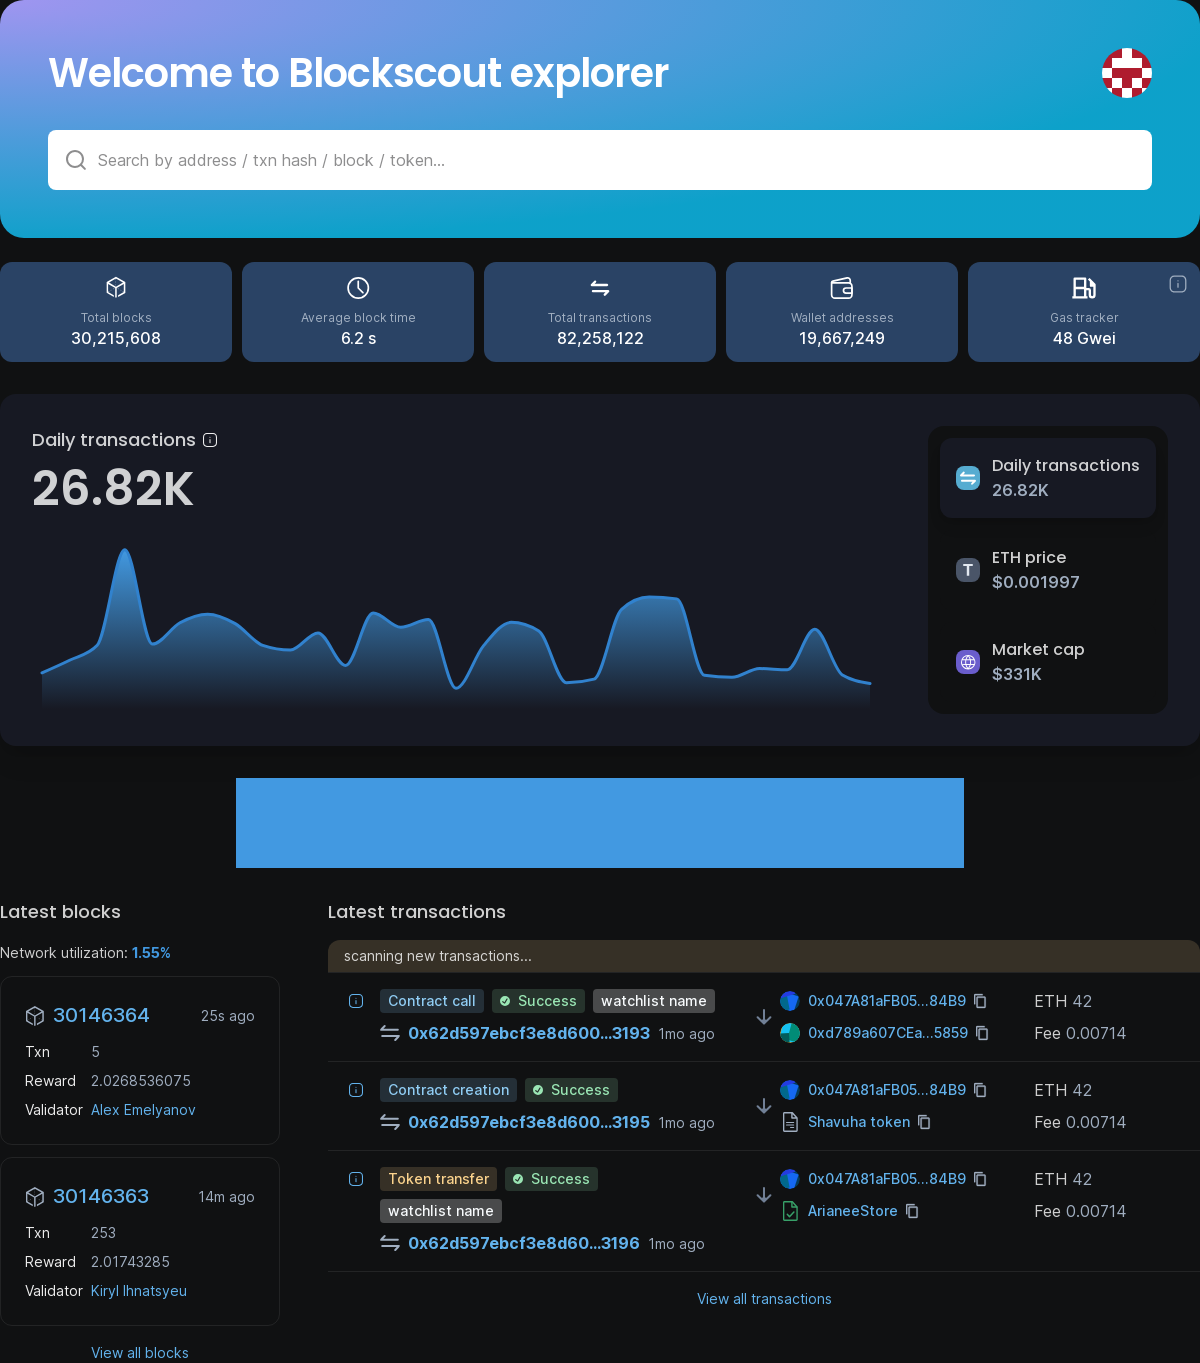 Welcome to Blockscout explorer
Search by address / txn hash / block / token...
Total blocks
30,215,608
Average block time
6.2 s
Total transactions
82,258,122
Wallet addresses
19,667,249
Gas tracker
48 Gwei
Daily transactions
26.82K
Daily transactions
26.82K
T
ETH price
$0.001997
Market cap
$331K
Latest blocks
Network utilization: 1.55%
30146364 25s ago
Txn 5
Reward 2.0268536075
Validator Alex Emelyanov
30146363 14m ago
Txn 253
Reward 2.01743285
Validator Kiryl Ihnatsyeu
View all blocks
Latest transactions
scanning new transactions...
Contract call Success watchlist name
0x62d597ebcf3e8d600...3193 1mo ago
0x047A81aFB05...84B9
0xd789a607CEa...5859
ETH 42
Fee 0.00714
Contract creation Success
0x62d597ebcf3e8d600...3195 1mo ago
0x047A81aFB05...84B9
Shavuha token
ETH 42
Fee 0.00714
Token transfer Success
watchlist name
0x62d597ebcf3e8d60...3196 1mo ago
0x047A81aFB05...84B9
ArianeeStore
ETH 42
Fee 0.00714
View all transactions